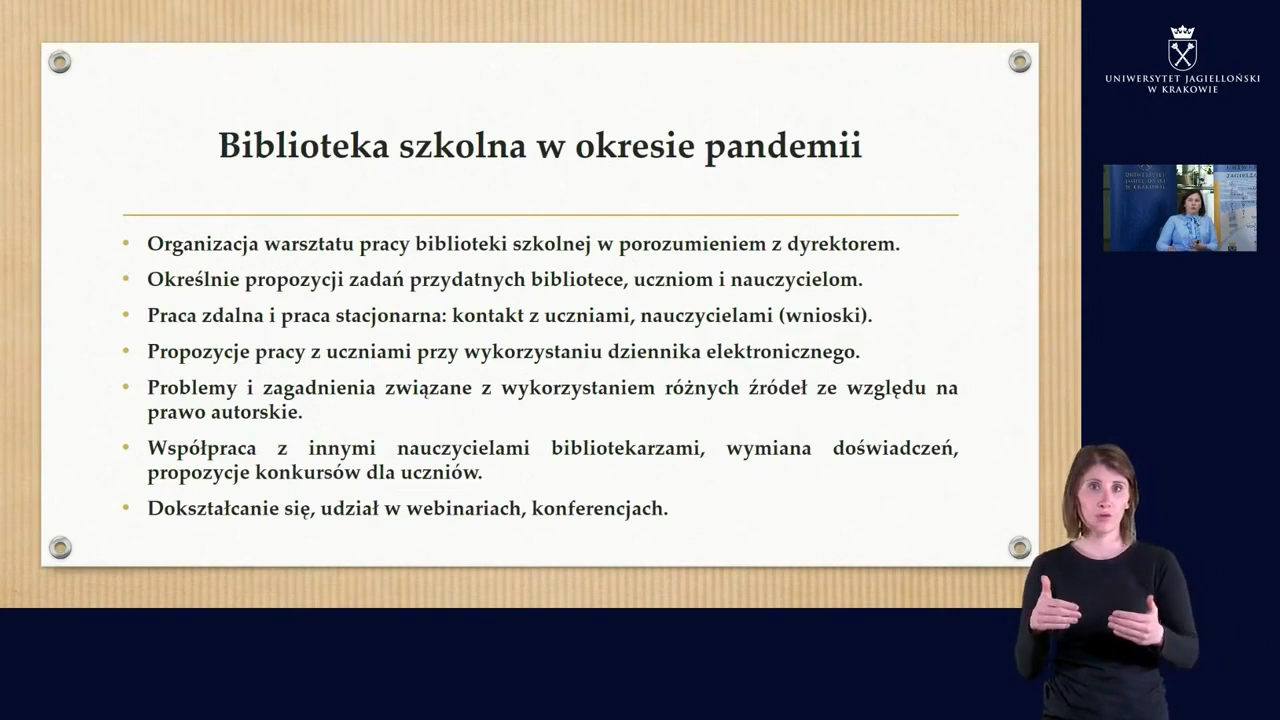 Biblioteka szkolna w okresie pandemii
• Organizacja warsztatu pracy biblioteki szkolnej w porozumieniem z dyrektorem.
• Określnie propozycji zadań przydatnych bibliotece, uczniom i nauczycielom.
• Praca zdalna i praca stacjonarna: kontakt z uczniami, nauczycielami (wnioski).
• Propozycje pracy z uczniami przy wykorzystaniu dziennika elektronicznego.
• Problemy i zagadnienia związane z wykorzystaniem różnych źródeł ze względu na
prawo autorskie.
• Współpraca z innymi nauczycielami bibliotekarzami, wymiana doświadczeń,
propozycje konkursów dla uczniów.
• Dokształcanie się, udział w webinariach, konferencjach.
UNIWERSYTET JAGIELLOŃSKI
W KRAKOWIE
UNIWERSYTET
JAGIELLOŃSKI
W KRAKOWIE